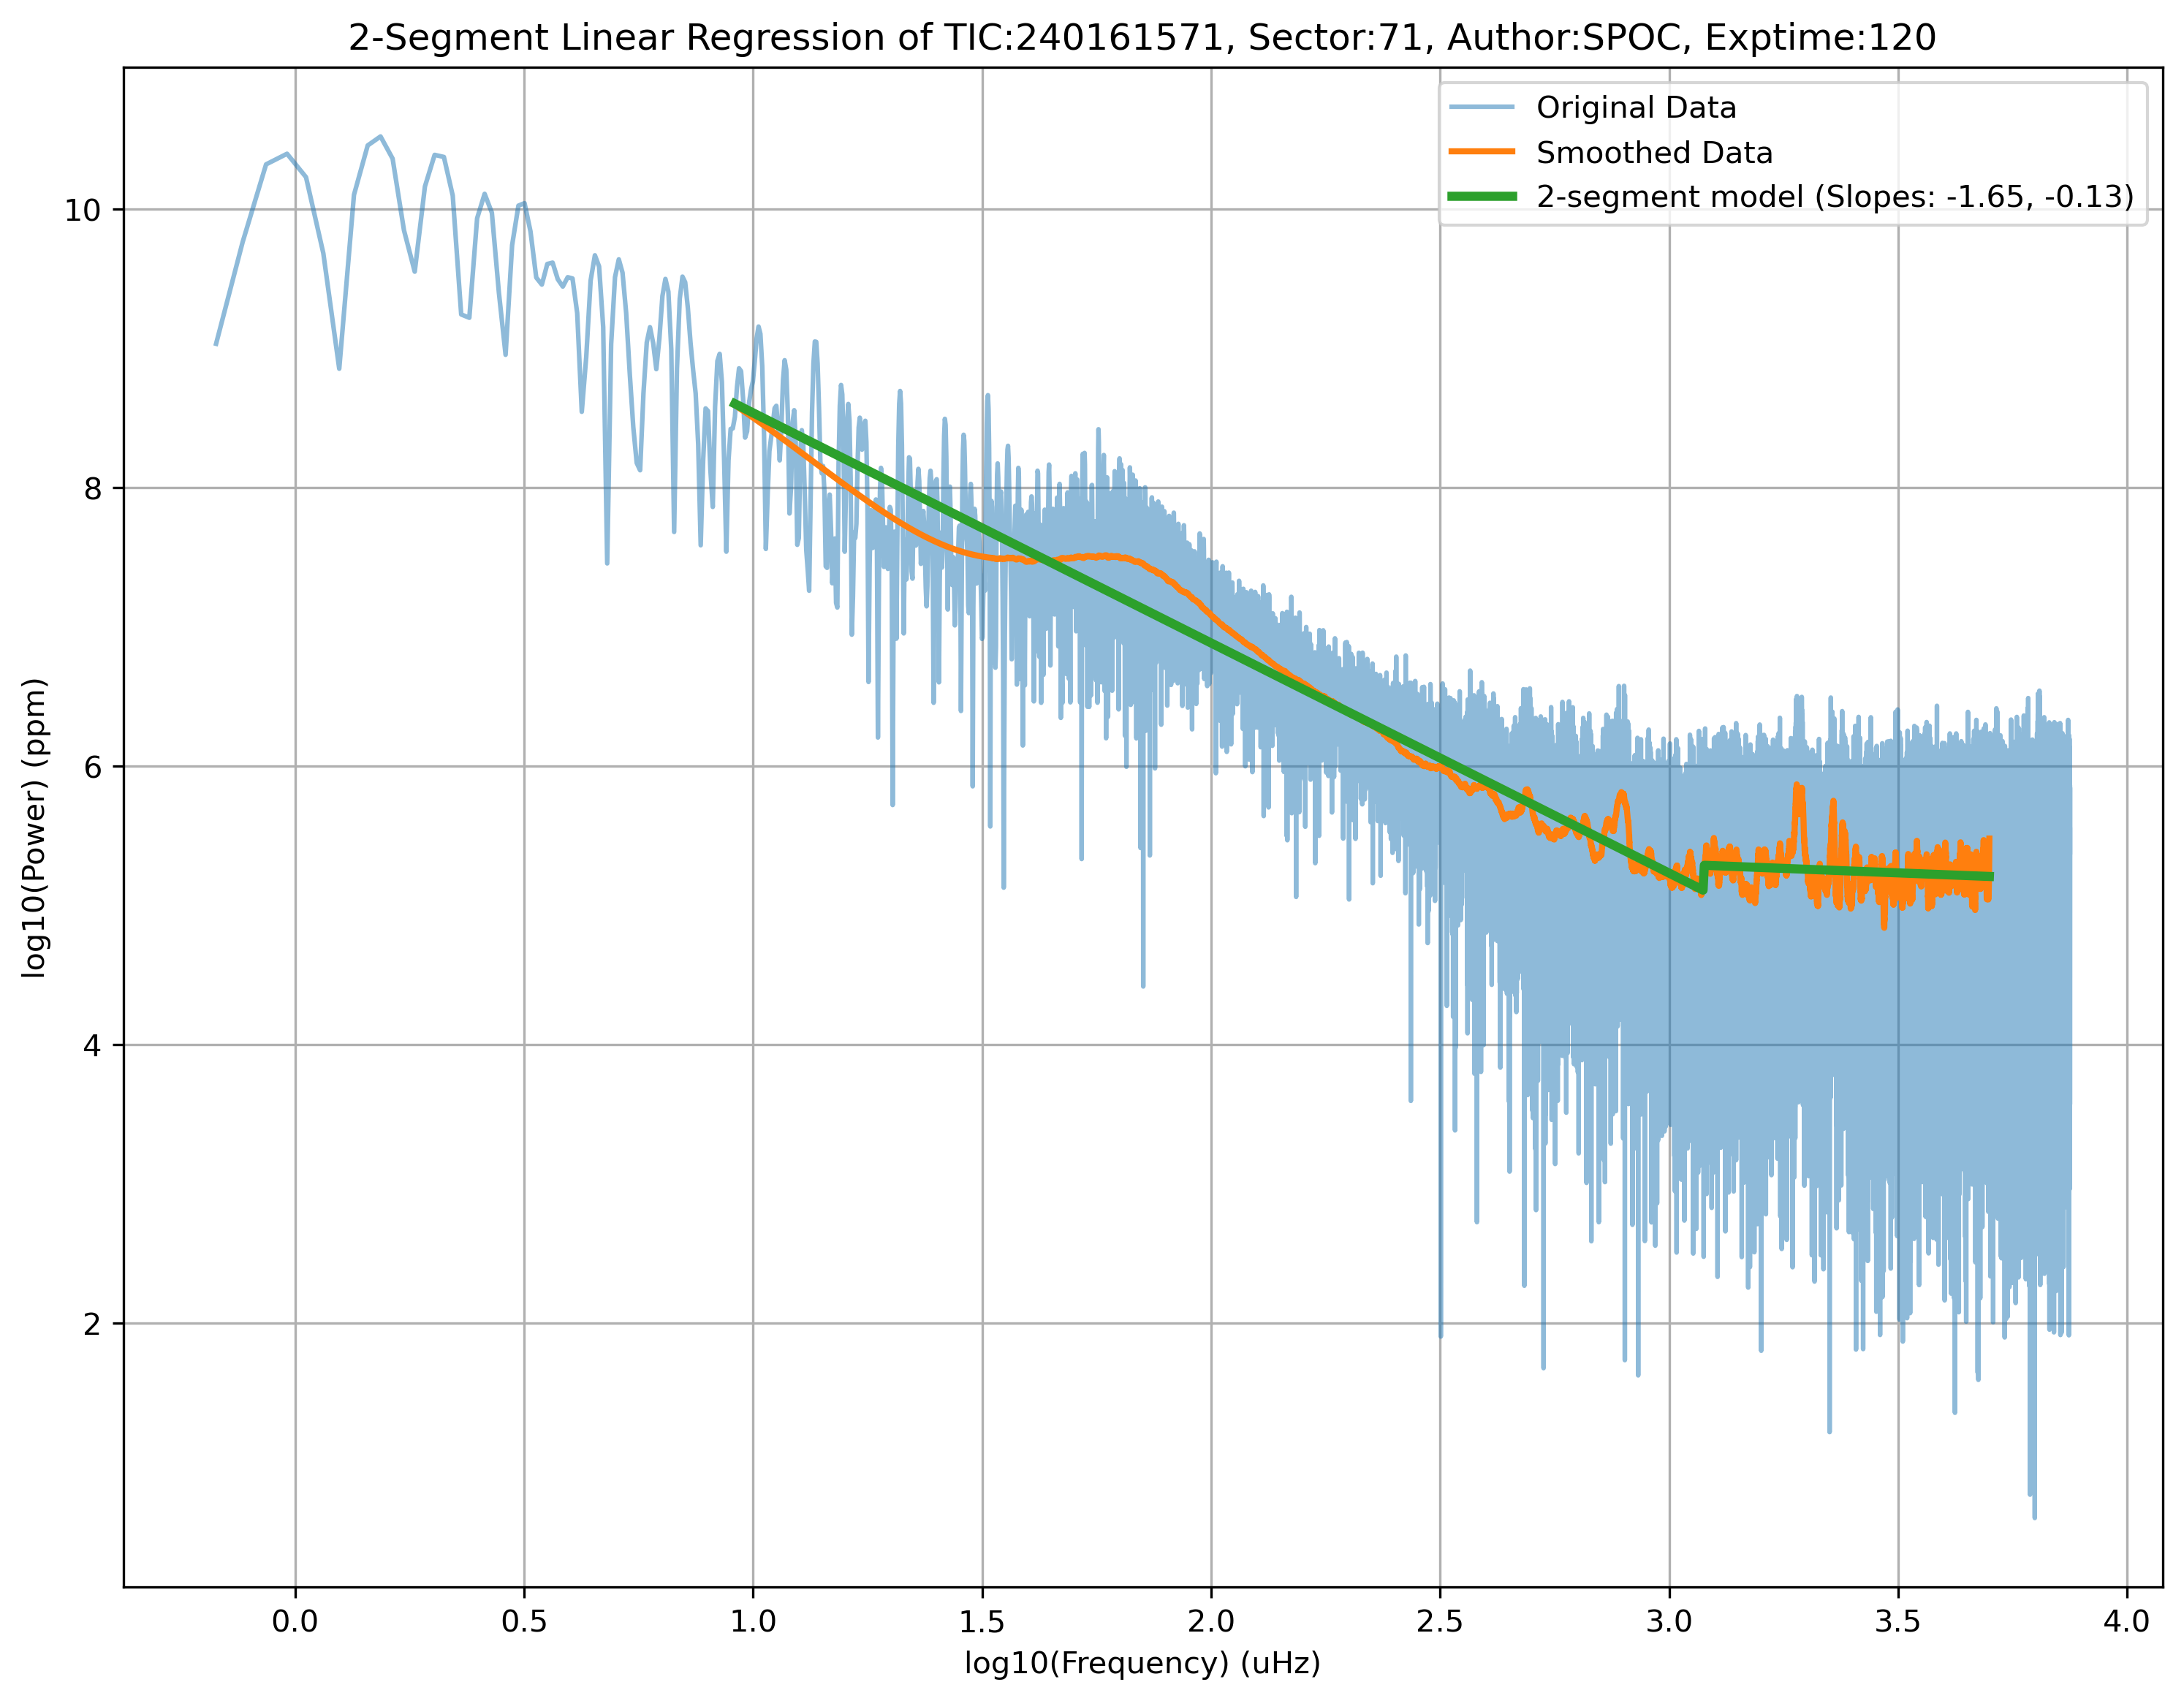 2-Segment Linear Regression of TIC:240161571, Sector:71, Author:SPOC, Exptime:120
Original Data
Smoothed Data
2-segment model (Slopes: -1.65, -0.13)
log10(Power) (ppm)
10
8
6
4
2
0.0 0.5 1.0 1.5 2.0 2.5 3.0 3.5 4.0
log10(Frequency) (uHz)